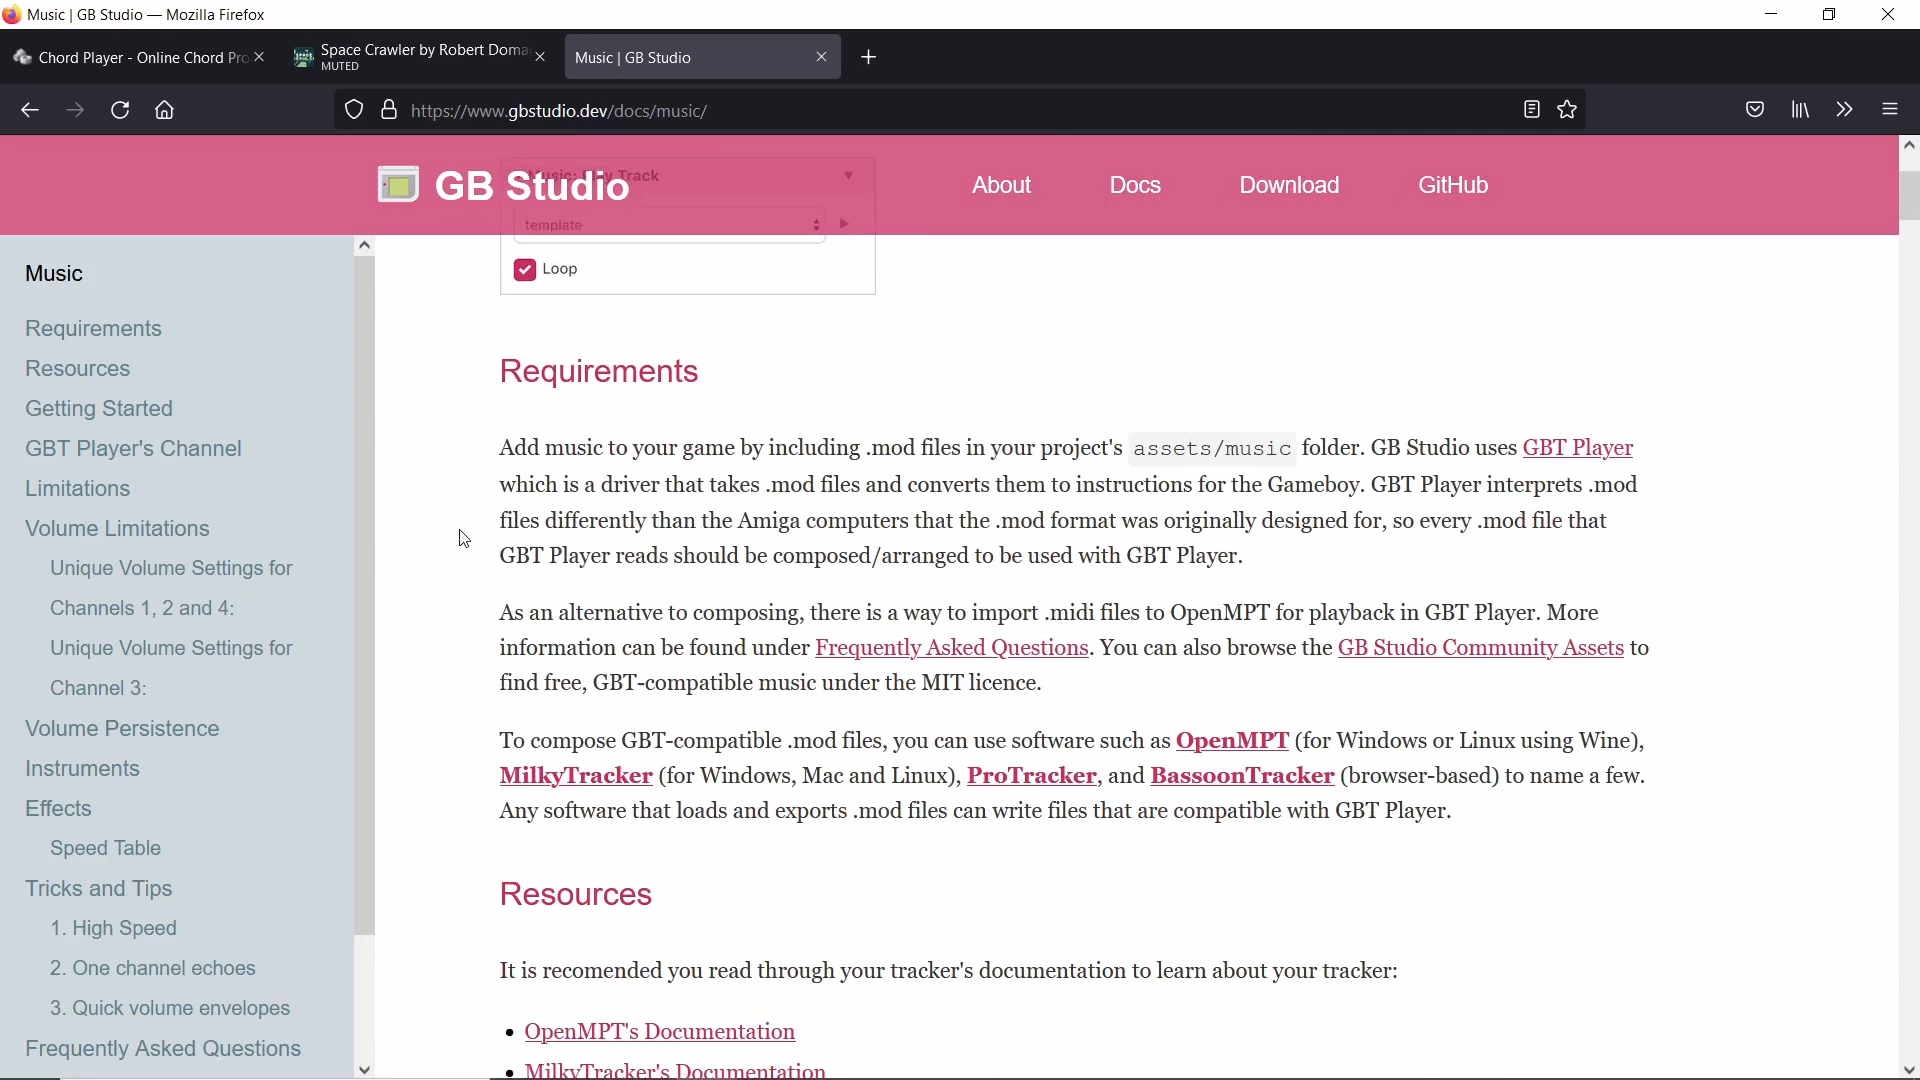 Music | GB Studio — Mozilla Firefox
Chord Player - Online Chord Pro
Space Crawler by Robert Doma
MUTED
Music | GB Studio
https://www.gbstudio.dev/docs/music/
GB Studio
About
Docs
Download
GitHub
Track
template
Loop
Music
Requirements
Resources
Getting Started
GBT Player's Channel
Limitations
Volume Limitations
Unique Volume Settings for
Channels 1, 2 and 4:
Unique Volume Settings for
Channel 3:
Volume Persistence
Instruments
Effects
Speed Table
Tricks and Tips
1. High Speed
2. One channel echoes
3. Quick volume envelopes
Frequently Asked Questions
Requirements
Add music to your game by including .mod files in your project's assets/music folder. GB Studio uses GBT Player
which is a driver that takes .mod files and converts them to instructions for the Gameboy. GBT Player interprets .mod
files differently than the Amiga computers that the .mod format was originally designed for, so every .mod file that
GBT Player reads should be composed/arranged to be used with GBT Player.
As an alternative to composing, there is a way to import .midi files to OpenMPT for playback in GBT Player. More
information can be found under Frequently Asked Questions. You can also browse the GB Studio Community Assets to
find free, GBT-compatible music under the MIT licence.
To compose GBT-compatible .mod files, you can use software such as OpenMPT (for Windows or Linux using Wine),
MilkyTracker (for Windows, Mac and Linux), ProTracker, and BassoonTracker (browser-based) to name a few.
Any software that loads and exports .mod files can write files that are compatible with GBT Player.
Resources
It is recomended you read through your tracker's documentation to learn about your tracker:
• OpenMPT's Documentation
• MilkyTracker's Documentation